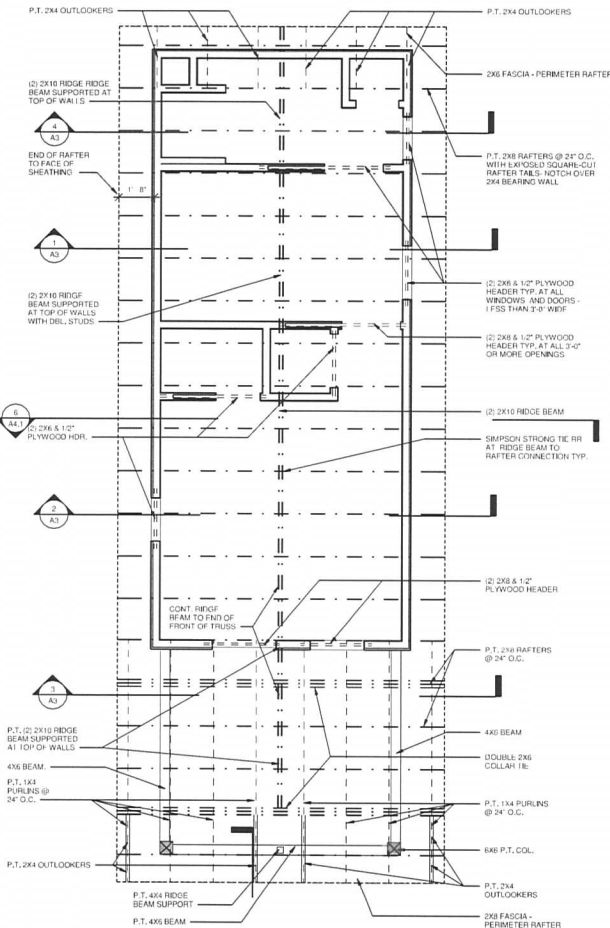 P.T. 2X4 OUTLOOKERS
P.T. 2X4 OUTLOOKERS
2X6 FASCIA - PERIMETER RAFTER
(2) 2X10 RIDGE RIDGE
BEAM SUPPORTED AT
TOP OF WALLS
4
A3
P.T. 2X8 RAFTERS @ 24" O.C.
WITH EXPOSED SQUARE-CUT
RAFTER TAILS- NOTCH OVER
2X4 BEARING WALL
END OF RAFTER
TO FACE OF
SHEATHING
1'- 8"
1
A3
(2) 2X10 RIDGE
BEAM SUPPORTED
AT TOP OF WALLS
WITH DBL. STUDS
(2) 2X6 & 1/2" PLYWOOD
HEADER TYP. AT ALL
WINDOWS AND DOORS -
LESS THAN 3'-0" WIDE
(2) 2X8 & 1/2" PLYWOOD
HEADER TYP. AT ALL 3'-0"
OR MORE OPENINGS
6
A4.1
(2) 2X6 & 1/2"
PLYWOOD HDR.
(2) 2X10 RIDGE BEAM
SIMPSON STRONG TIE RR
AT RIDGE BEAM TO
RAFTER CONNECTION TYP.
2
A3
CONT. RIDGE
BEAM TO END OF
FRONT OF TRUSS
(2) 2X8 & 1/2"
PLYWOOD HEADER
P.T. 2X8 RAFTERS
@ 24" O.C.
3
A3
P.T. (2) 2X10 RIDGE
BEAM SUPPORTED
AT TOP OF WALLS
4X6 BEAM
4X6 BEAM.
DOUBLE 2X6
COLLAR TIE
P.T. 1X4
PURLINS @
24" O.C.
P.T. 1X4 PURLINS
@ 24" O.C.
6X6 P.T. COL.
P.T. 2X4 OUTLOOKERS
P.T. 2X4
OUTLOOKERS
P.T. 4X4 RIDGE
BEAM SUPPORT
P.T. 4X6 BEAM
2X8 FASCIA -
PERIMETER RAFTER